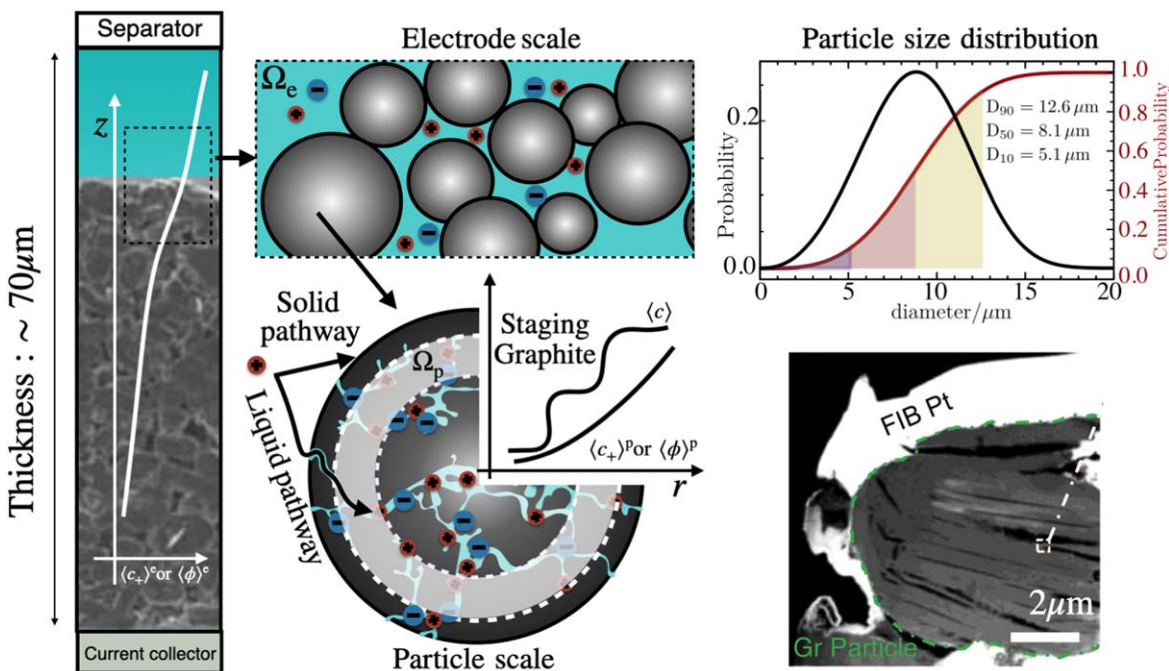 Separator
Thickness : ~ 70μm
z
⟨c₊⟩ᵉ or ⟨ϕ⟩ᵉ
Current collector
Electrode scale
Ωₑ
Solid
pathway
Liquid pathway
Ωₚ
Staging
Graphite
⟨c⟩
⟨c₊⟩ᵖ or ⟨ϕ⟩ᵖ
r
Particle scale
Particle size distribution
Probability
0.2
0.0
D₉₀ = 12.6 μm
D₅₀ = 8.1 μm
D₁₀ = 5.1 μm
1.0
0.8
0.6
0.4
0.2
0.0
CumulativeProbability
0 5 10 15 20
diameter/μm
FIB Pt
2μm
Gr Particle